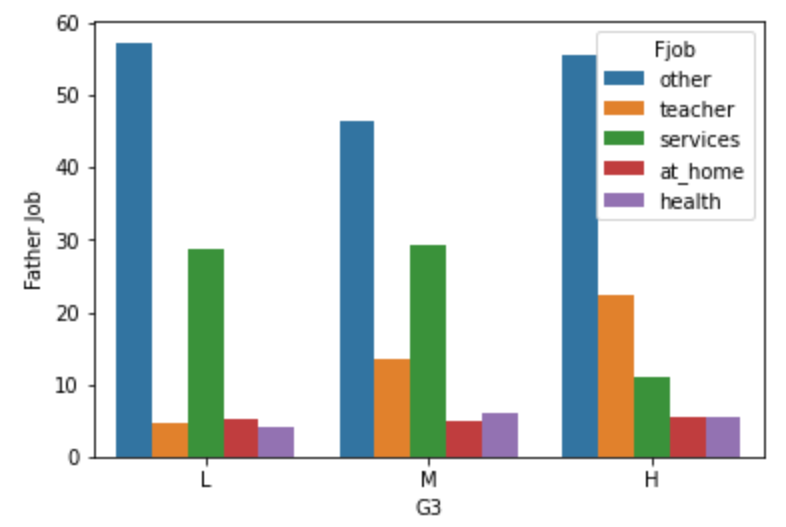 60
50
40
30
20
10
0
Father Job
L
M
H
G3
Fjob
other
teacher
services
at_home
health